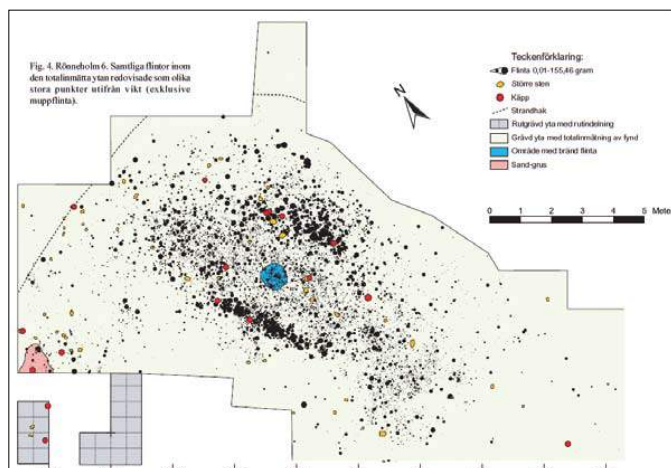 Fig. 4. Rönneholm 6. Samtliga flintor inom
den totalinmätta ytan redovisade som olika
stora punkter utifrån vikt (exklusive
muppflinta).
N
Teckenförklaring:
Flinta 0,01-155,46 gram
Större sten
Käpp
Strandhak
Rutgrävd yta med rutindelning
Grävd yta med totalinmätning av fynd
Område med bränd flinta
Sand-grus
0 1 2 3 4 5 Meter